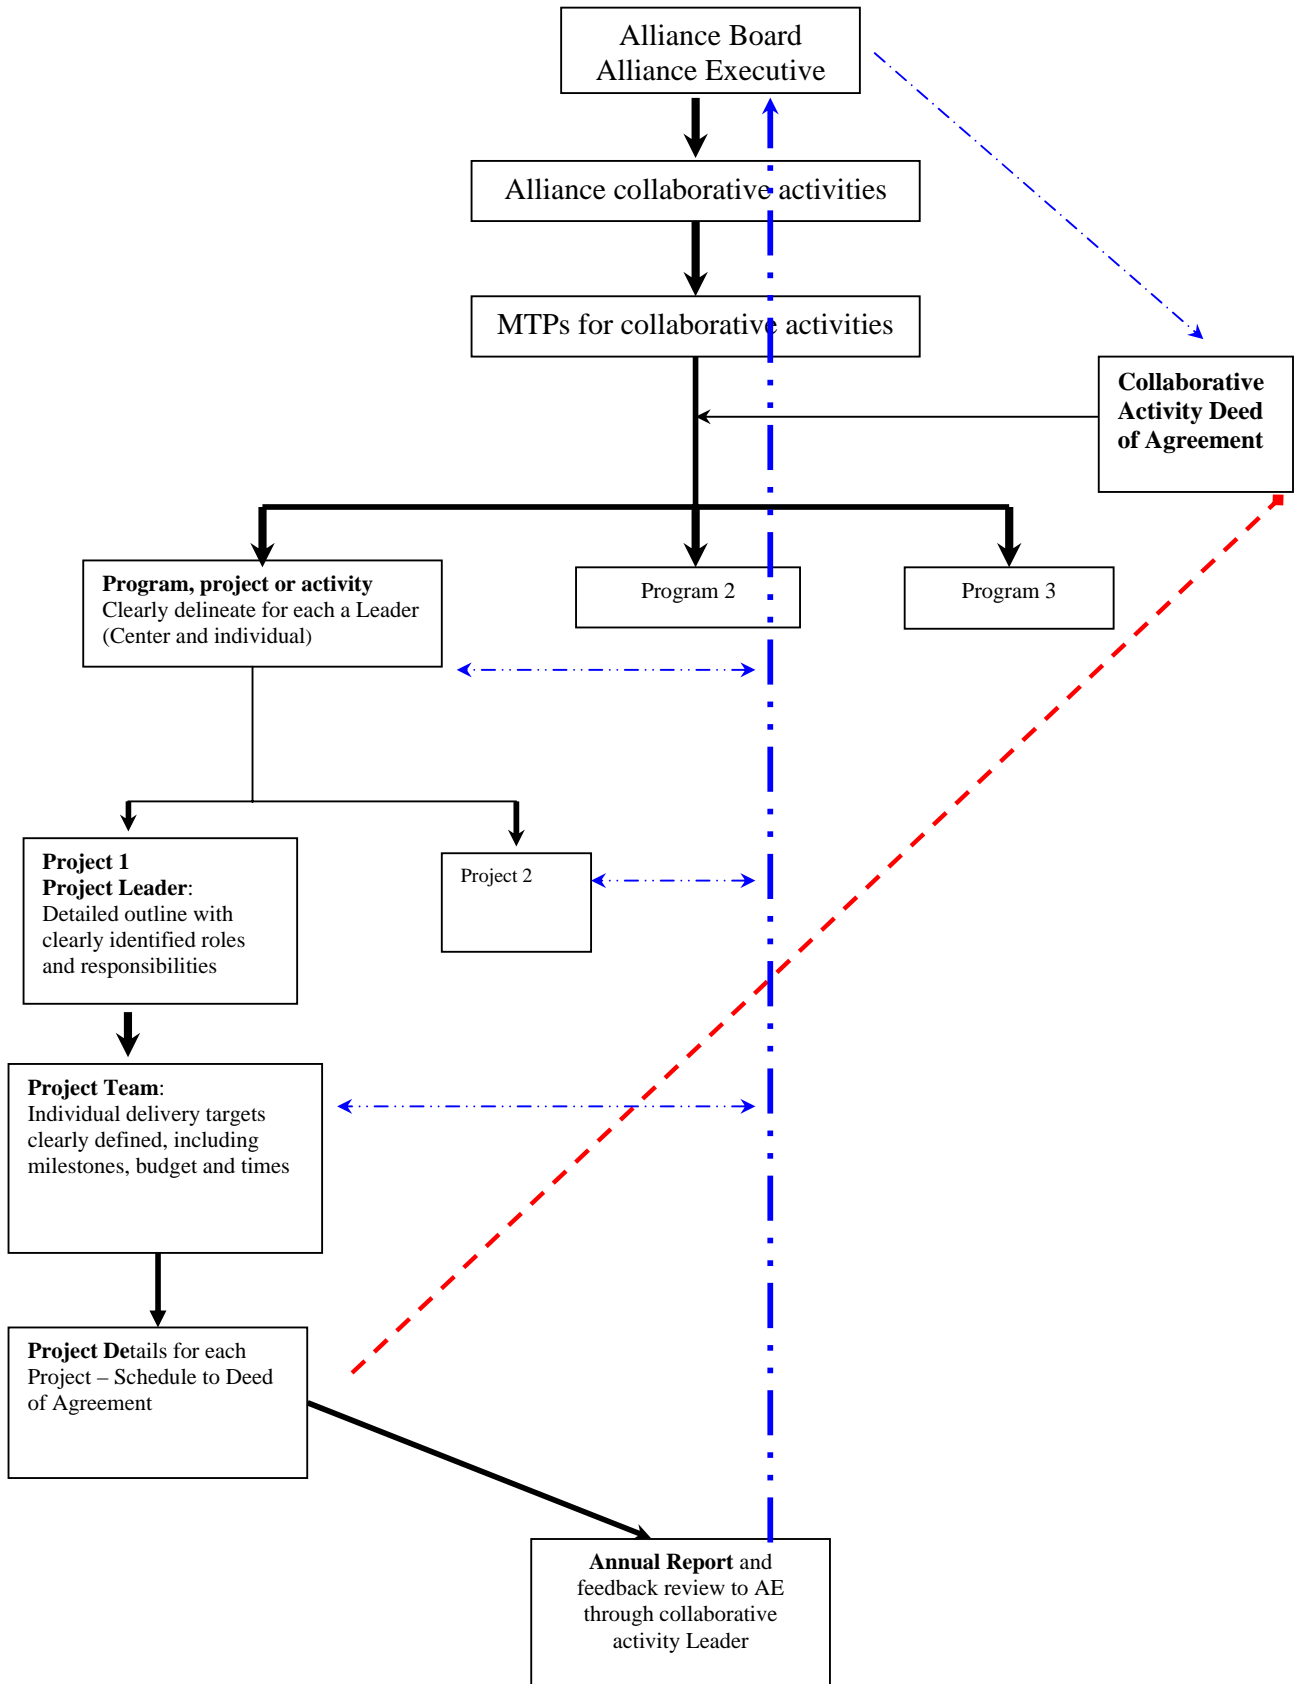 Alliance Board
Alliance Executive
Alliance collaborative activities
MTPs for collaborative activities
Collaborative
Activity Deed
of Agreement
Program, project or activity
Clearly delineate for each a Leader
(Center and individual)
Program 2
Program 3
Project 1
Project Leader:
Detailed outline with
clearly identified roles
and responsibilities
Project 2
Project Team:
Individual delivery targets
clearly defined, including
milestones, budget and times
Project Details for each
Project – Schedule to Deed
of Agreement
Annual Report and
feedback review to AE
through collaborative
activity Leader